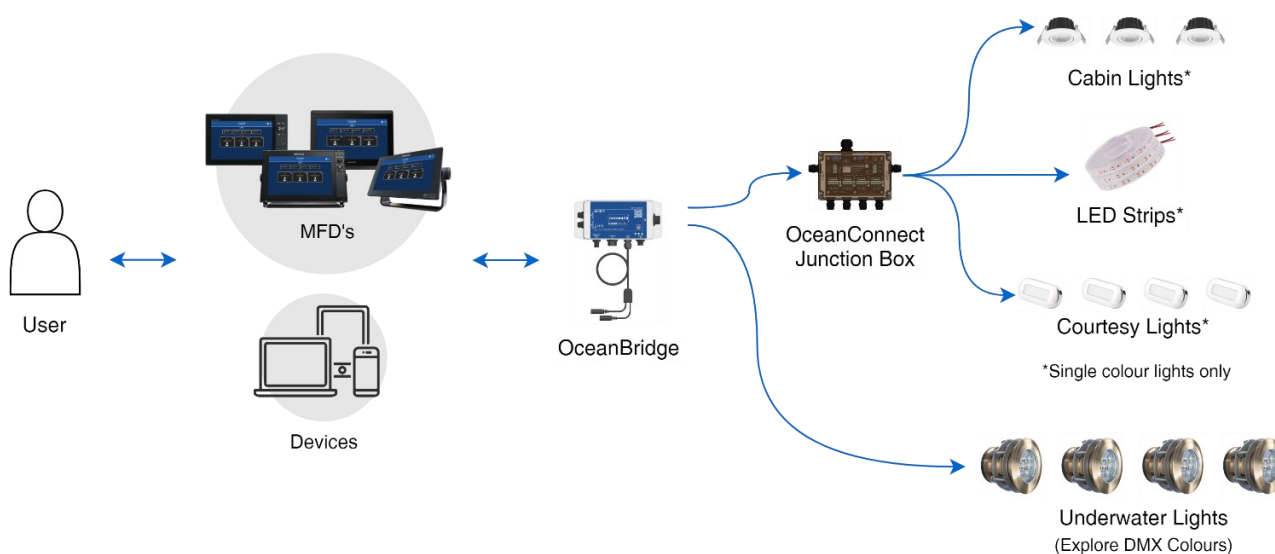 Cabin Lights*
LED Strips*
MFD's
OceanConnect
Junction Box
Courtesy Lights*
User
OceanBridge
*Single colour lights only
Devices
Underwater Lights
(Explore DMX Colours)